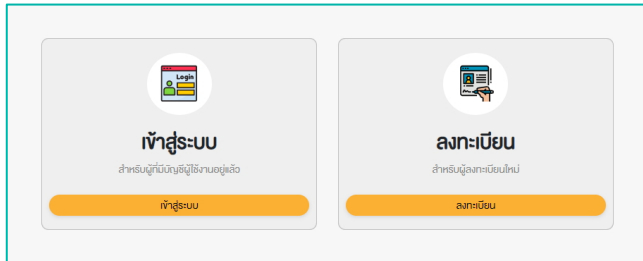 Login
เข้าสู่ระบบ
สำหรับผู้ที่มีบัญชีผู้ใช้งานอยู่แล้ว
เข้าสู่ระบบ
ลงทะเบียน
สำหรับผู้ลงทะเบียนใหม่
ลงทะเบียน